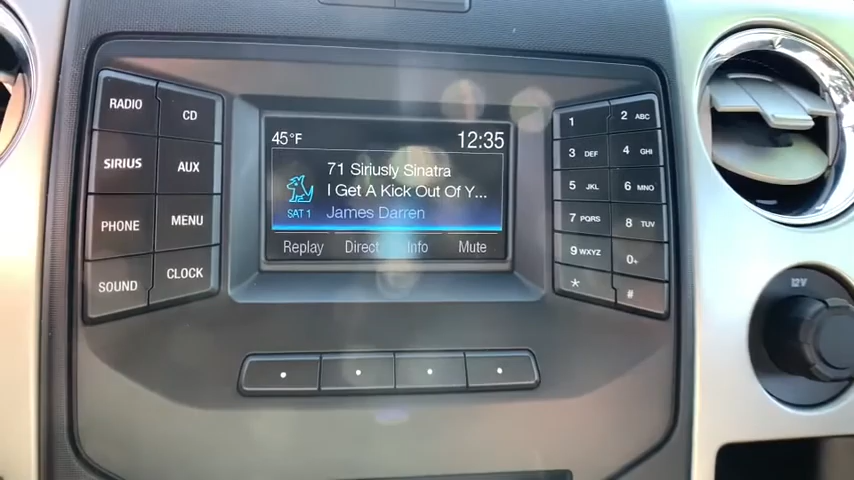 RADIO
CD
SIRIUS
AUX
PHONE
MENU
SOUND
CLOCK
45°F
12:35
71 Siriusly Sinatra
I Get A Kick Out Of Y...
SAT 1
James Darren
Replay
Direct
Info
Mute
1
2 ABC
3 DEF
4 GHI
5 JKL
6 MNO
7 PQRS
8 TUV
9 WXYZ
0+
*
#
12V